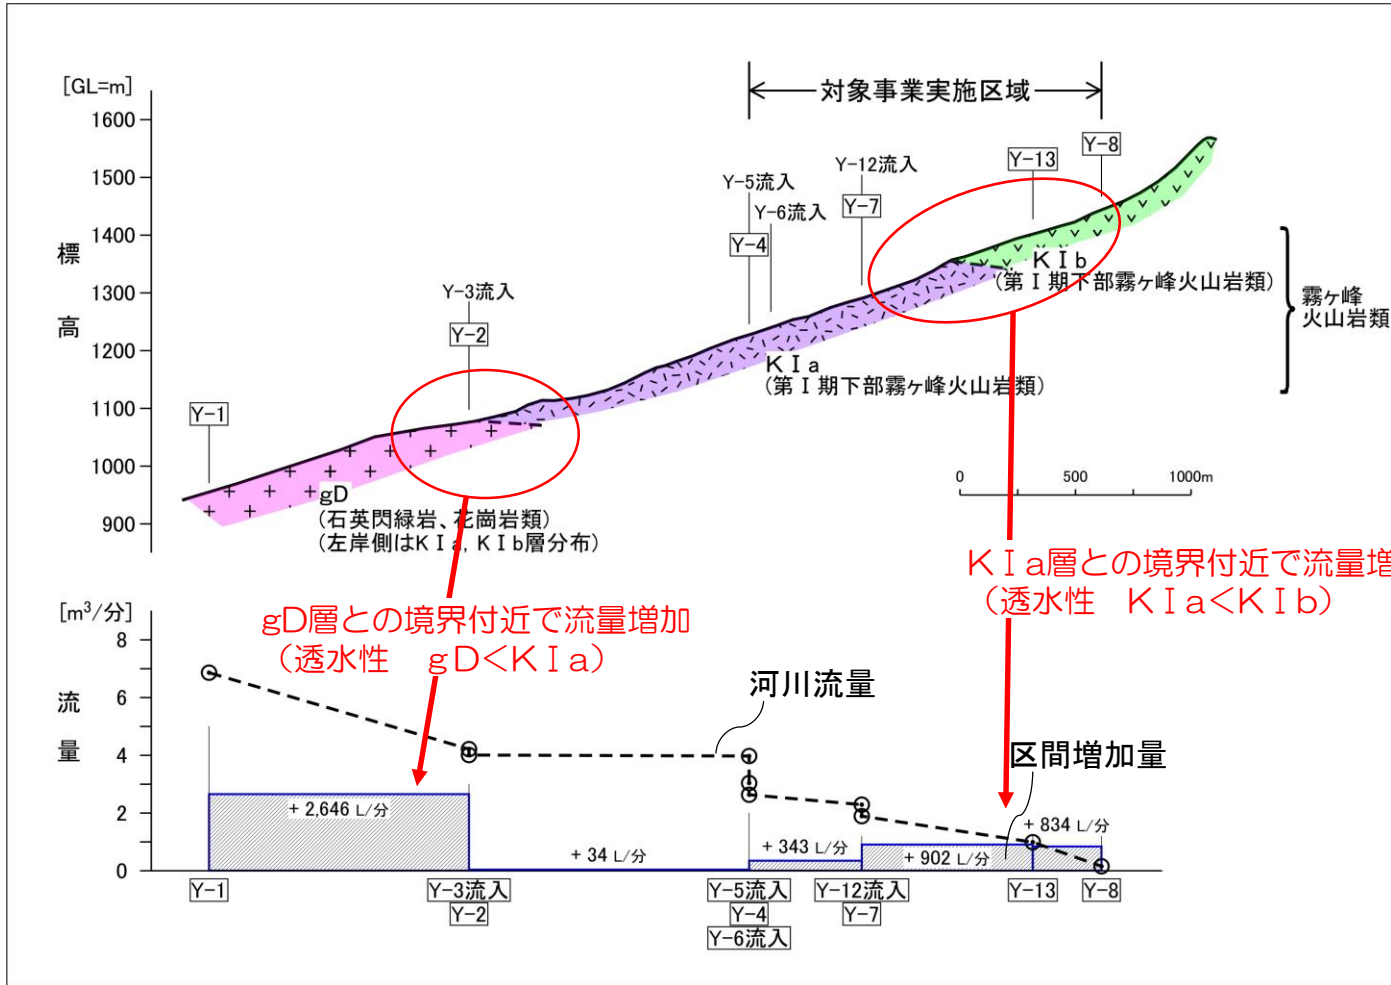 [GL=m]
1600
1500
1400
1300
1200
1100
1000
900
標高
対象事業実施区域
Y-8
Y-13
Y-12流入
Y-7
Y-5流入
Y-6流入
Y-4
Y-3流入
Y-2
Y-1
KⅠb
(第Ⅰ期下部霧ヶ峰火山岩類)
霧ヶ峰
火山岩類
KⅠa
(第Ⅰ期下部霧ヶ峰火山岩類)
gD
(石英閃緑岩、花崗岩類)
(左岸側はKⅠa, KⅠb層分布)
0 500 1000m
KⅠa層との境界付近で流量増
(透水性 KⅠa<KⅠb)
gD層との境界付近で流量増加
(透水性 gD<KⅠa)
[m³/分]
8
6
4
2
0
流量
河川流量
区間増加量
+ 2,646 L/分
+ 34 L/分
+ 343 L/分
+ 902 L/分
+ 834 L/分
Y-1
Y-3流入
Y-2
Y-5流入
Y-4
Y-6流入
Y-12流入
Y-7
Y-13
Y-8